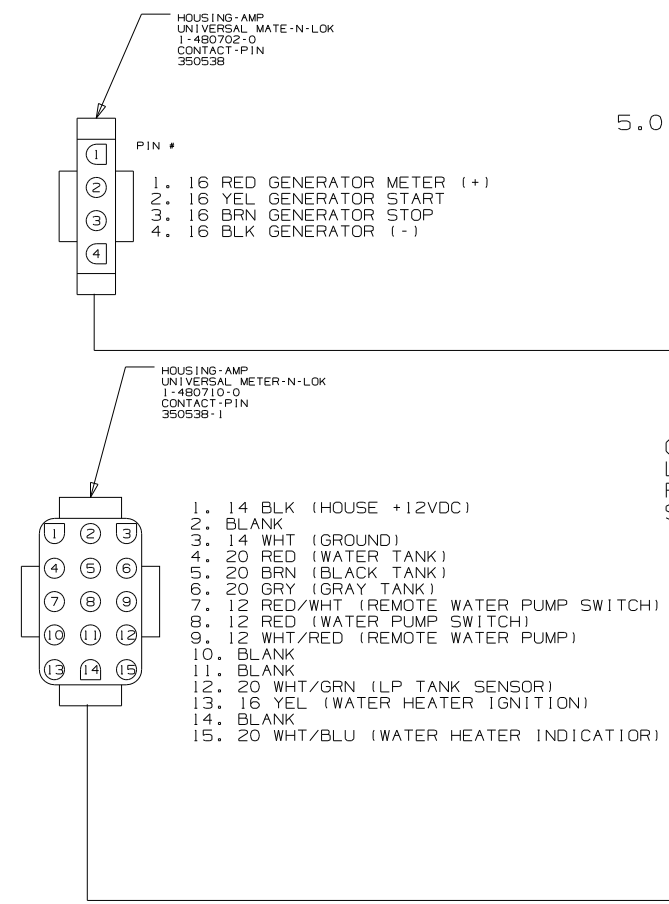 HOUSING-AMP
UNIVERSAL MATE-N-LOK
1-480702-0
CONTACT-PIN
350538
5.0
PIN #
1
2
3
4
1. 16 RED GENERATOR METER (+)
2. 16 YEL GENERATOR START
3. 16 BRN GENERATOR STOP
4. 16 BLK GENERATOR (-)
HOUSING-AMP
UNIVERSAL METER-N-LOK
1-480710-0
CONTACT-PIN
350538-1
1 2 3
4 5 6
7 8 9
10 11 12
13 14 15
1. 14 BLK (HOUSE +12VDC)
2. BLANK
3. 14 WHT (GROUND)
4. 20 RED (WATER TANK)
5. 20 BRN (BLACK TANK)
6. 20 GRY (GRAY TANK)
7. 12 RED/WHT (REMOTE WATER PUMP SWITCH)
8. 12 RED (WATER PUMP SWITCH)
9. 12 WHT/RED (REMOTE WATER PUMP)
10. BLANK
11. BLANK
12. 20 WHT/GRN (LP TANK SENSOR)
13. 16 YEL (WATER HEATER IGNITION)
14. BLANK
15. 20 WHT/BLU (WATER HEATER INDICATIOR)